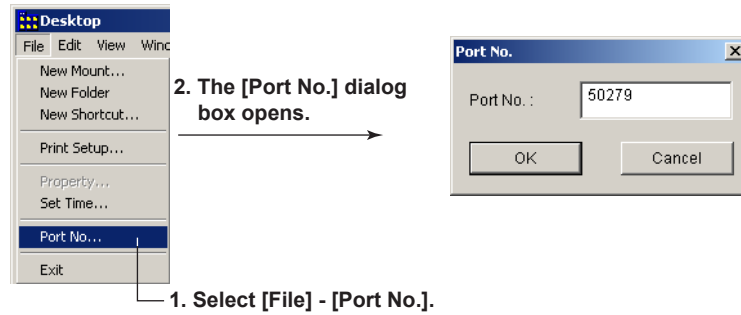 Desktop
File Edit View Winc
New Mount...
New Folder
New Shortcut...
Print Setup...
Property...
Set Time...
Port No...
Exit
1. Select [File] - [Port No.].
2. The [Port No.] dialog
box opens.
Port No.
Port No. : 50279
OK Cancel